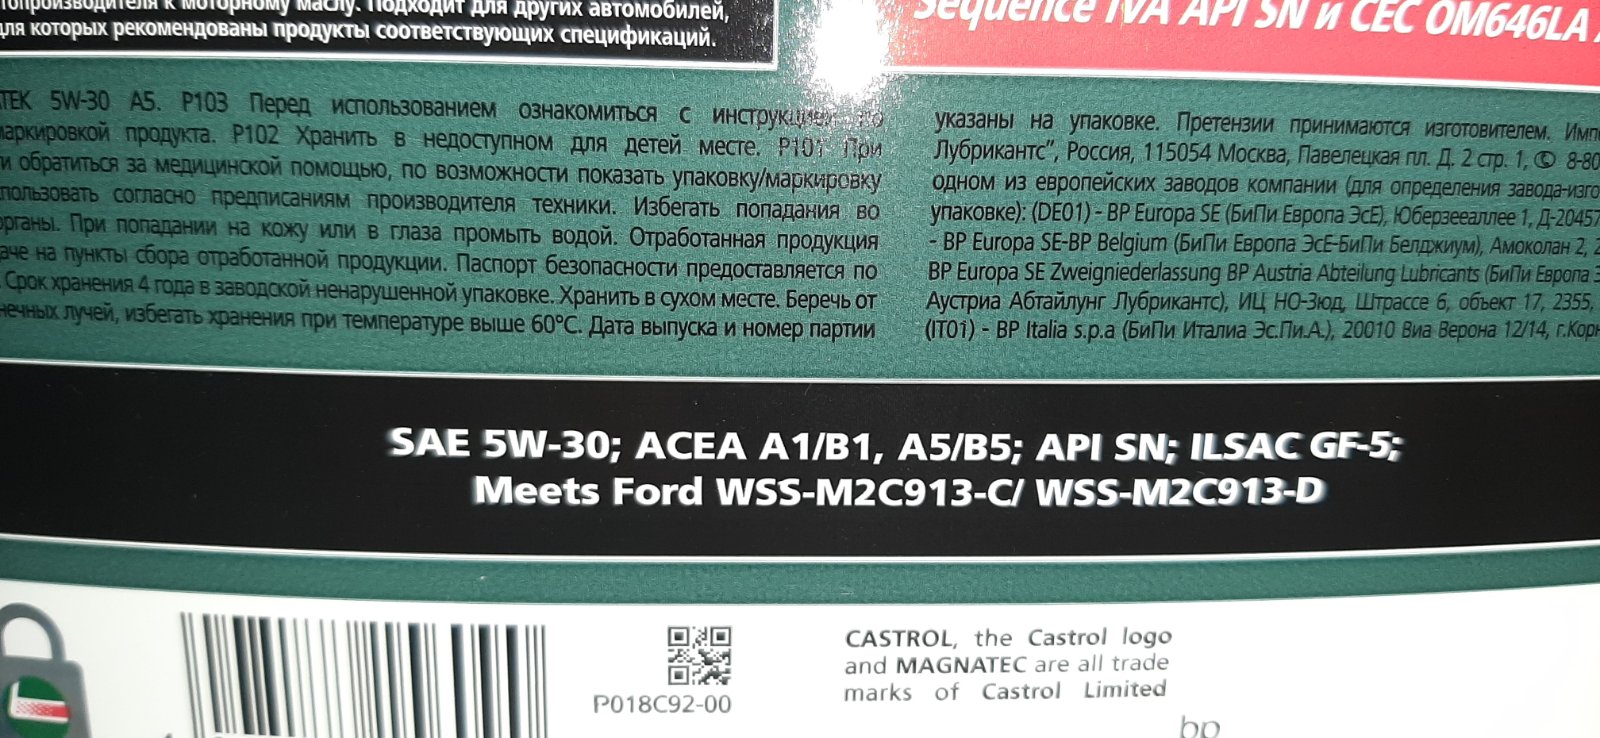 топроизводителя к моторному маслу. Подходит для других автомобилей,
для которых рекомендованы продукты соответствующих спецификаций.
Sequence IVA API SN и CEC OM646LA
ТЕК 5W-30 A5. P103 Перед использованием ознакомиться с инструкцией по
маркировкой продукта. P102 Хранить в недоступном для детей месте. P101 При
и обратиться за медицинской помощью, по возможности показать упаковку/маркировку
пользовать согласно предписаниям производителя техники. Избегать попадания во
органы. При попадании на кожу или в глаза промыть водой. Отработанная продукция
аче на пункты сбора отработанной продукции. Паспорт безопасности предоставляется по
Срок хранения 4 года в заводской ненарушенной упаковке. Хранить в сухом месте. Беречь от
нечных лучей, избегать хранения при температуре выше 60°C. Дата выпуска и номер партии
указаны на упаковке. Претензии принимаются изготовителем. Имп
Лубрикантс", Россия, 115054 Москва, Павелецкая пл. Д. 2 стр. 1, ✆ 8-80
одном из европейских заводов компании (для определения завода-изго
упаковке): (DE01) - BP Europa SE (БиПи Европа ЭсЕ), Юберзееаллее 1, Д-20457
- BP Europa SE-BP Belgium (БиПи Европа ЭсЕ-БиПи Белджиум), Амоколан 2, 2
BP Europa SE Zweigniederlassung BP Austria Abteilung Lubricants (БиПи Европа Э
Аустриа Абтайлунг Лубрикантс), ИЦ НО-Зюд, Штрассе 6, объект 17, 2355,
(IT01) - BP Italia s.p.a (БиПи Италиа Эс.Пи.А.), 20010 Виа Верона 12/14, г.Корн
SAE 5W-30; ACEA A1/B1, A5/B5; API SN; ILSAC GF-5;
Meets Ford WSS-M2C913-C/ WSS-M2C913-D
P018C92-00
CASTROL, the Castrol logo
and MAGNATEC are all trade
marks of Castrol Limited
bp